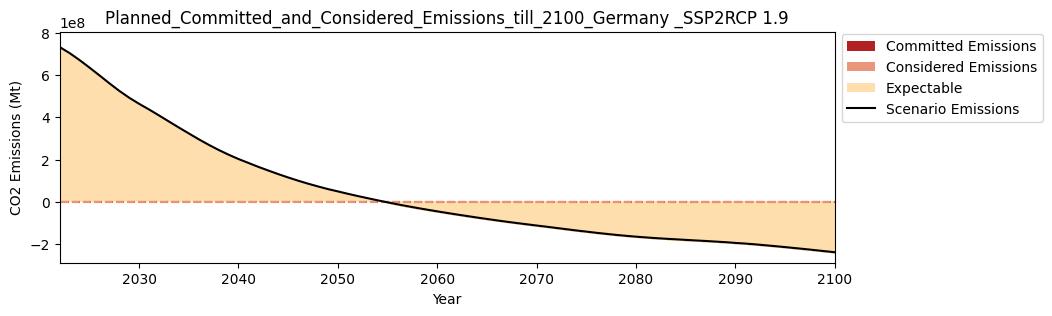 Planned_Committed_and_Considered_Emissions_till_2100_Germany _SSP2RCP 1.9
1e8
8
6
4
2
0
−2
CO2 Emissions (Mt)
2030 2040 2050 2060 2070 2080 2090 2100
Year
Committed Emissions
Considered Emissions
Expectable
Scenario Emissions